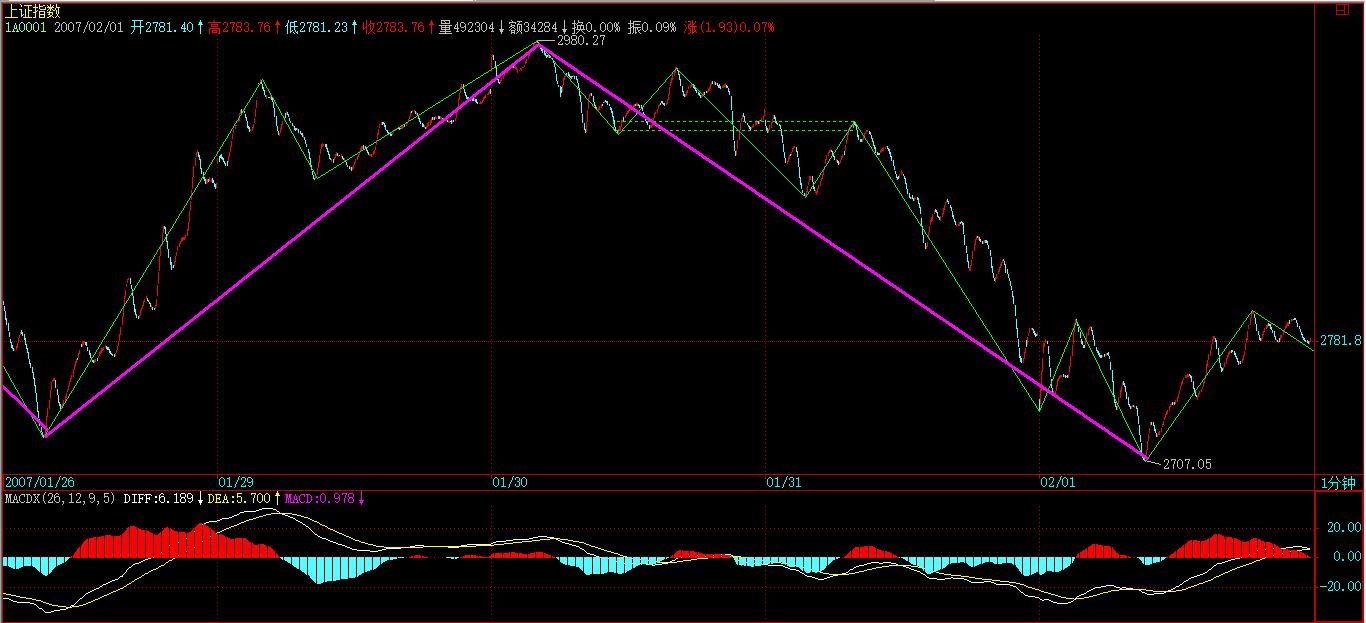 上证指数
1A0001 2007/02/01 开2781.40↑高2783.76↑低2781.23↑收2783.76↑量492304↓额34284↓换0.00% 振0.09% 涨(1.93)0.07%
2980.27
2781.8
2707.05
2007/01/26 01/29 01/30 01/31 02/01 1分钟
MACDX(26,12,9,5) DIFF:6.189↓DEA:5.700↑MACD:0.978↓
20.00
0.00
-20.00